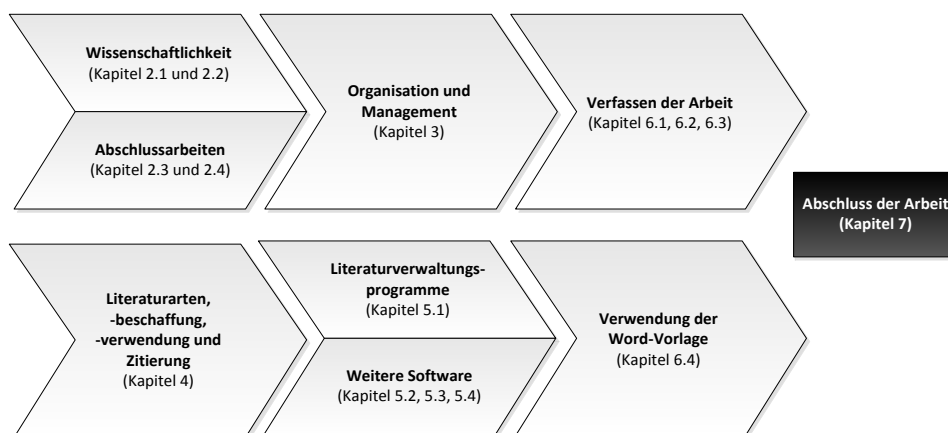 Wissenschaftlichkeit
(Kapitel 2.1 und 2.2)
Abschlussarbeiten
(Kapitel 2.3 und 2.4)
Organisation und
Management
(Kapitel 3)
Verfassen der Arbeit
(Kapitel 6.1, 6.2, 6.3)
Abschluss der Arbeit
(Kapitel 7)
Literaturarten,
-beschaffung,
-verwendung und
Zitierung
(Kapitel 4)
Literaturverwaltungs-
programme
(Kapitel 5.1)
Weitere Software
(Kapitel 5.2, 5.3, 5.4)
Verwendung der
Word-Vorlage
(Kapitel 6.4)